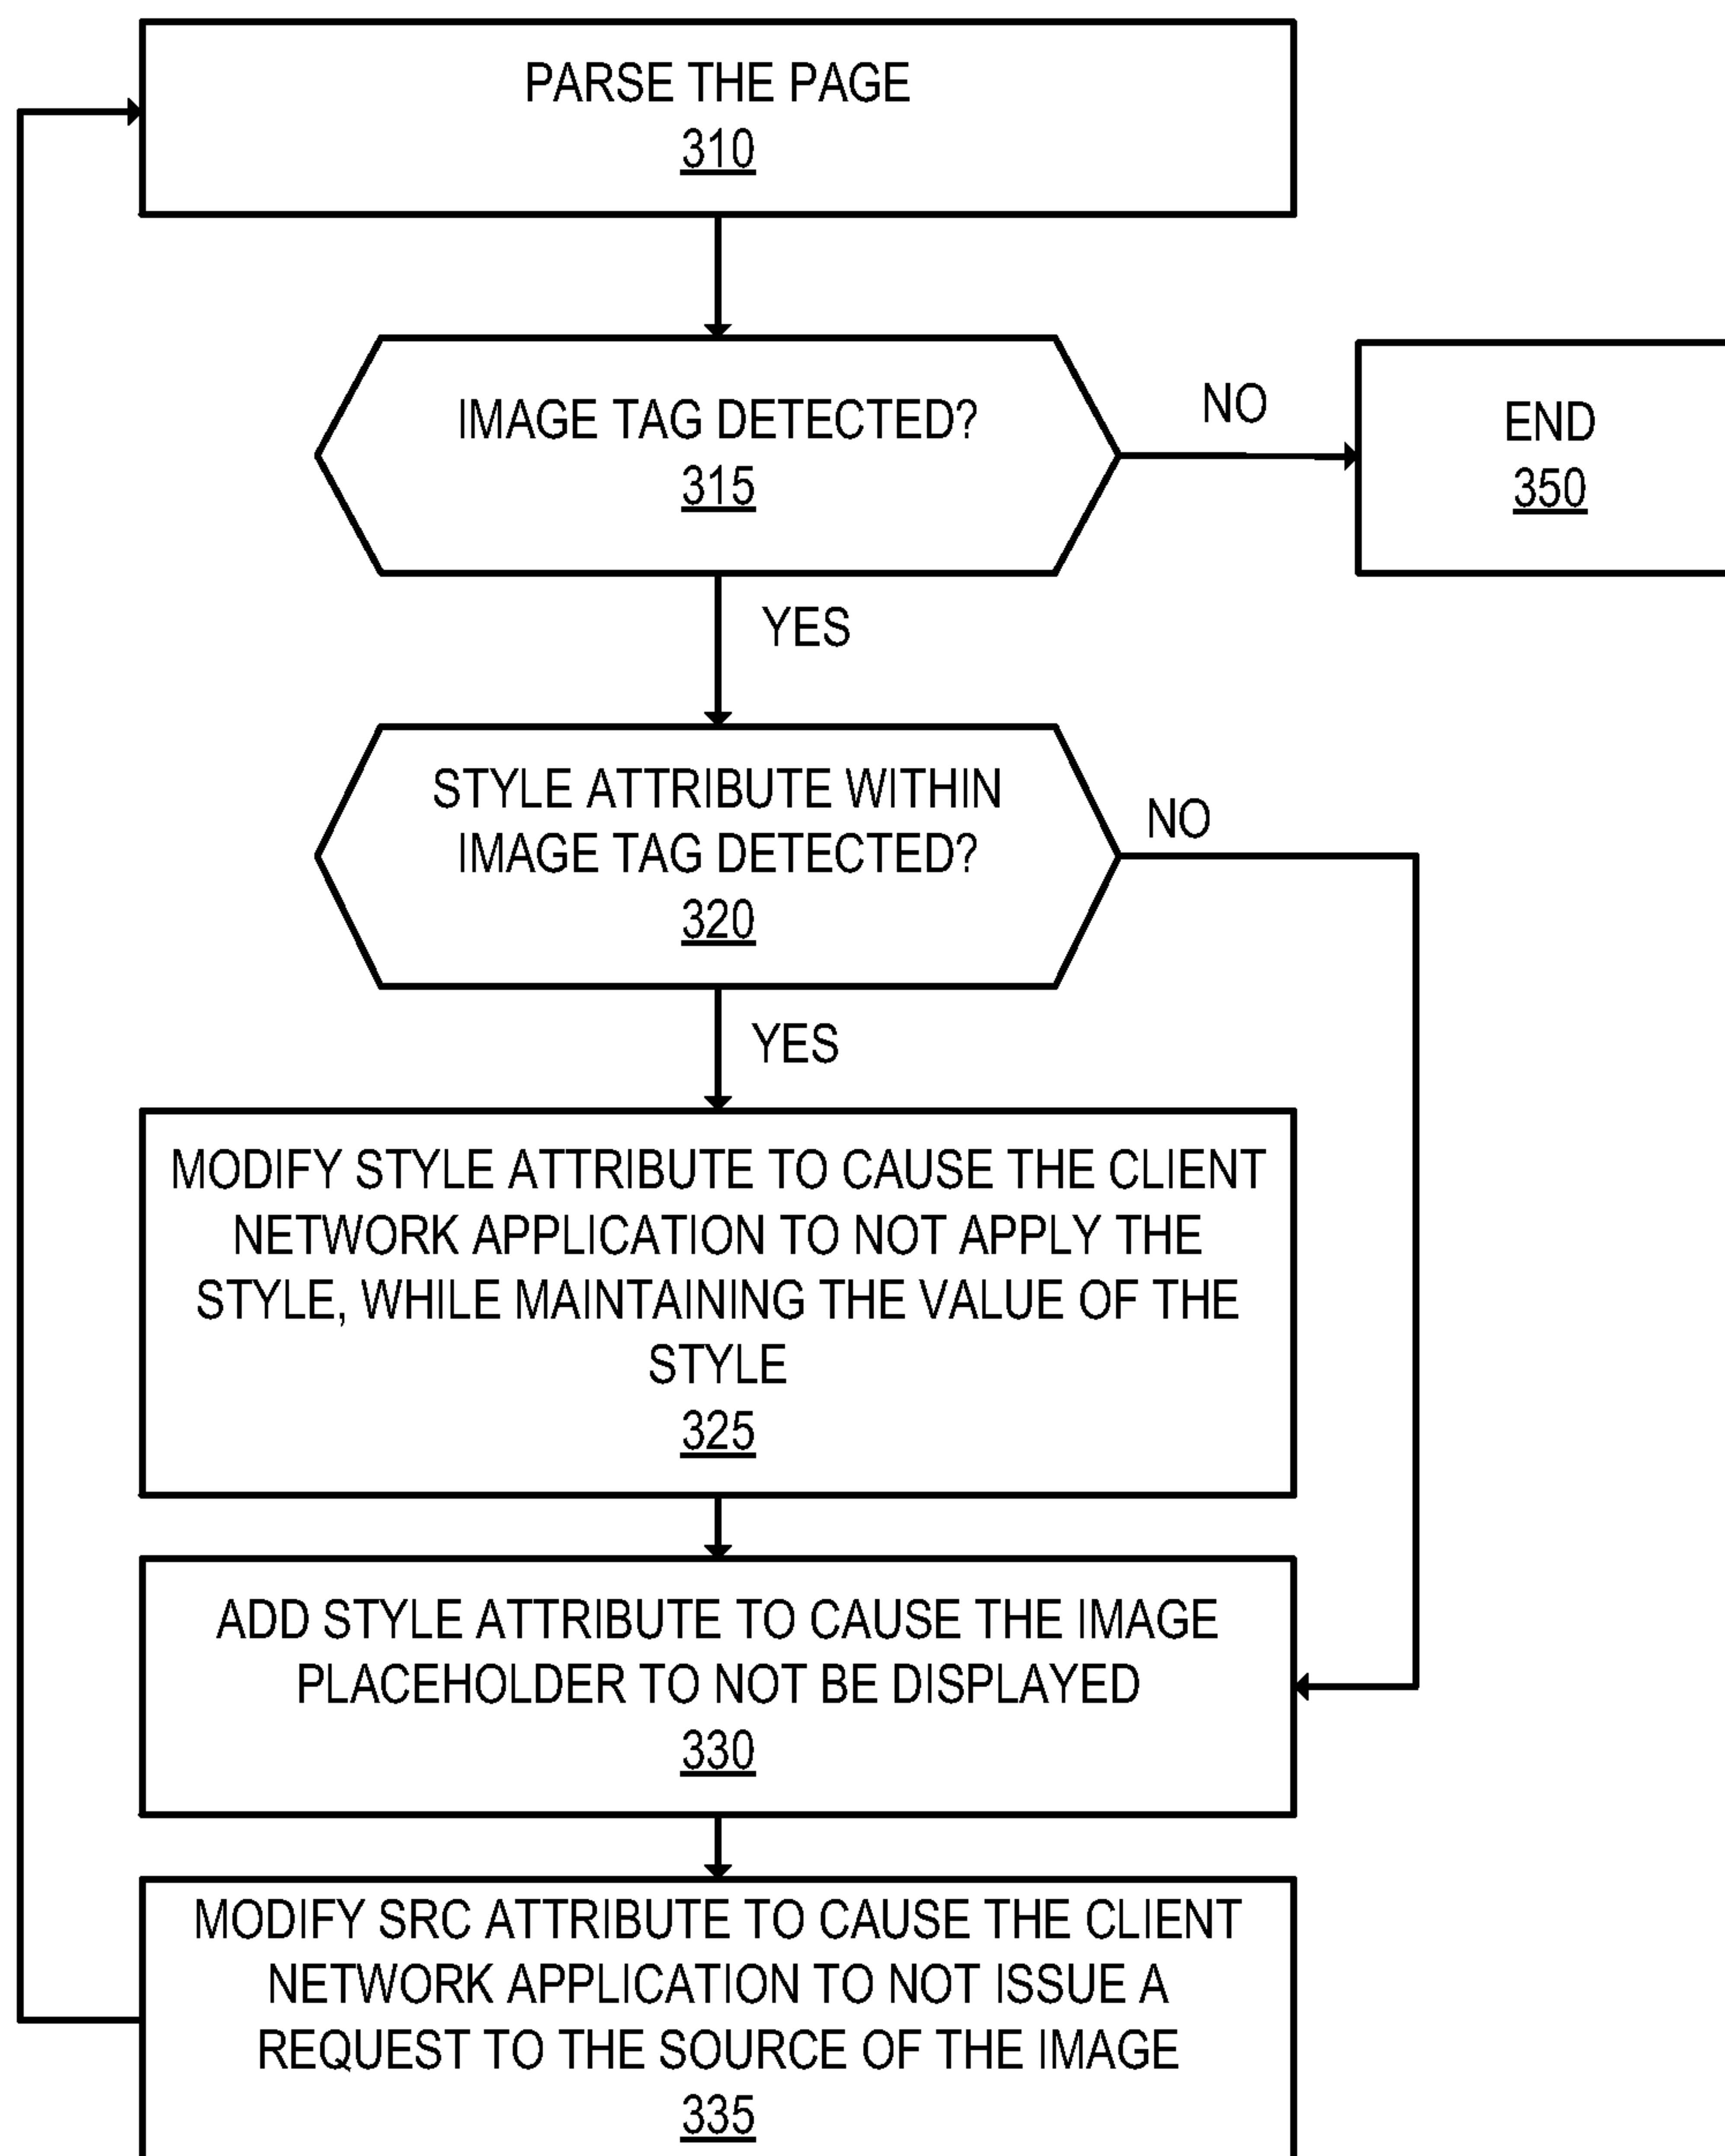 PARSE THE PAGE
310
IMAGE TAG DETECTED?
315
NO
END
350
YES
STYLE ATTRIBUTE WITHIN
IMAGE TAG DETECTED?
320
NO
YES
MODIFY STYLE ATTRIBUTE TO CAUSE THE CLIENT
NETWORK APPLICATION TO NOT APPLY THE
STYLE, WHILE MAINTAINING THE VALUE OF THE
STYLE
325
ADD STYLE ATTRIBUTE TO CAUSE THE IMAGE
PLACEHOLDER TO NOT BE DISPLAYED
330
MODIFY SRC ATTRIBUTE TO CAUSE THE CLIENT
NETWORK APPLICATION TO NOT ISSUE A
REQUEST TO THE SOURCE OF THE IMAGE
335